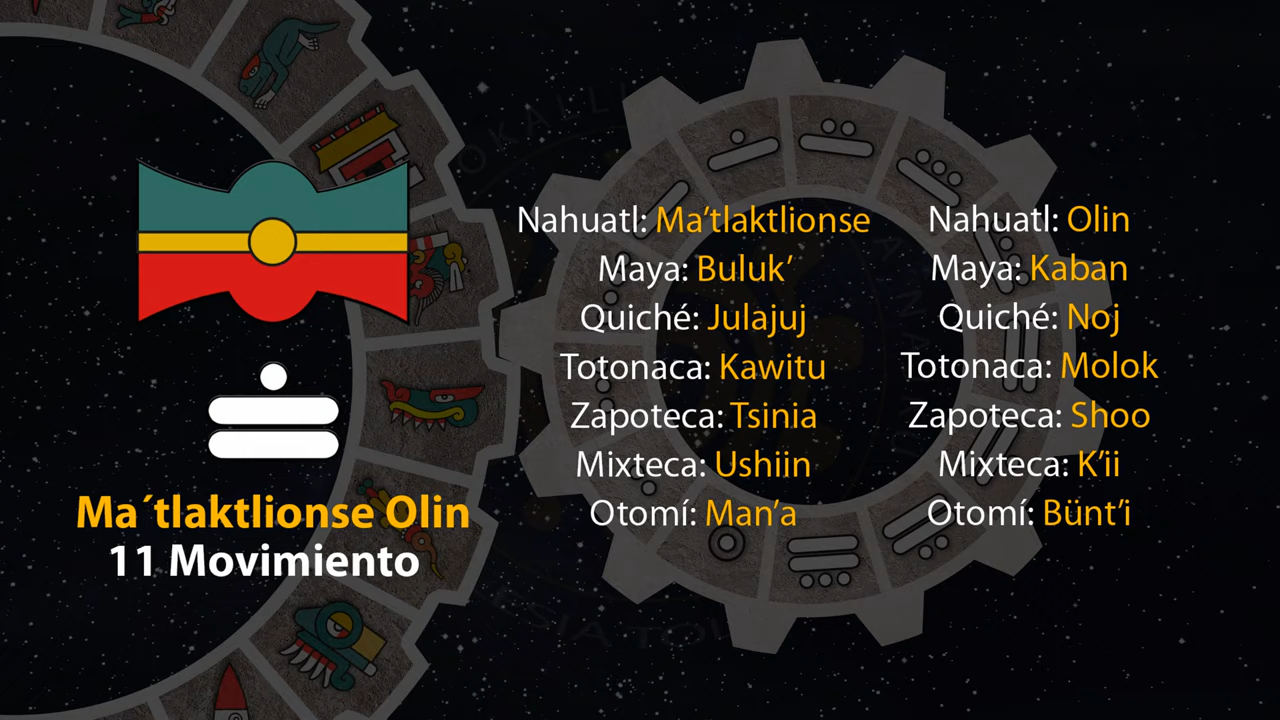 Nahuatl: Ma’tlaktlionse
Maya: Buluk’
Quiché: Julajuj
Totonaca: Kawitu
Zapoteca: Tsinia
Mixteca: Ushiin
Otomí: Man’a
Nahuatl: Olin
Maya: Kaban
Quiché: Noj
Totonaca: Molok
Zapoteca: Shoo
Mixteca: K’ii
Otomí: Bünt’i
Ma´tlaktlionse Olin
11 Movimiento